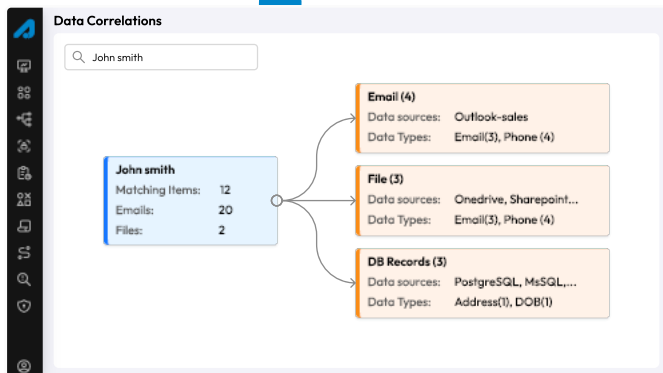 Data Correlations
John smith
John smith
Matching Items: 12
Emails: 20
Files: 2
Email (4)
Data sources: Outlook-sales
Data Types: Email(3), Phone (4)
File (3)
Data sources: Onedrive, Sharepoint...
Data Types: Email(3), Phone (4)
DB Records (3)
Data sources: PostgreSQL, MsSQL,...
Data Types: Address(1), DOB(1)